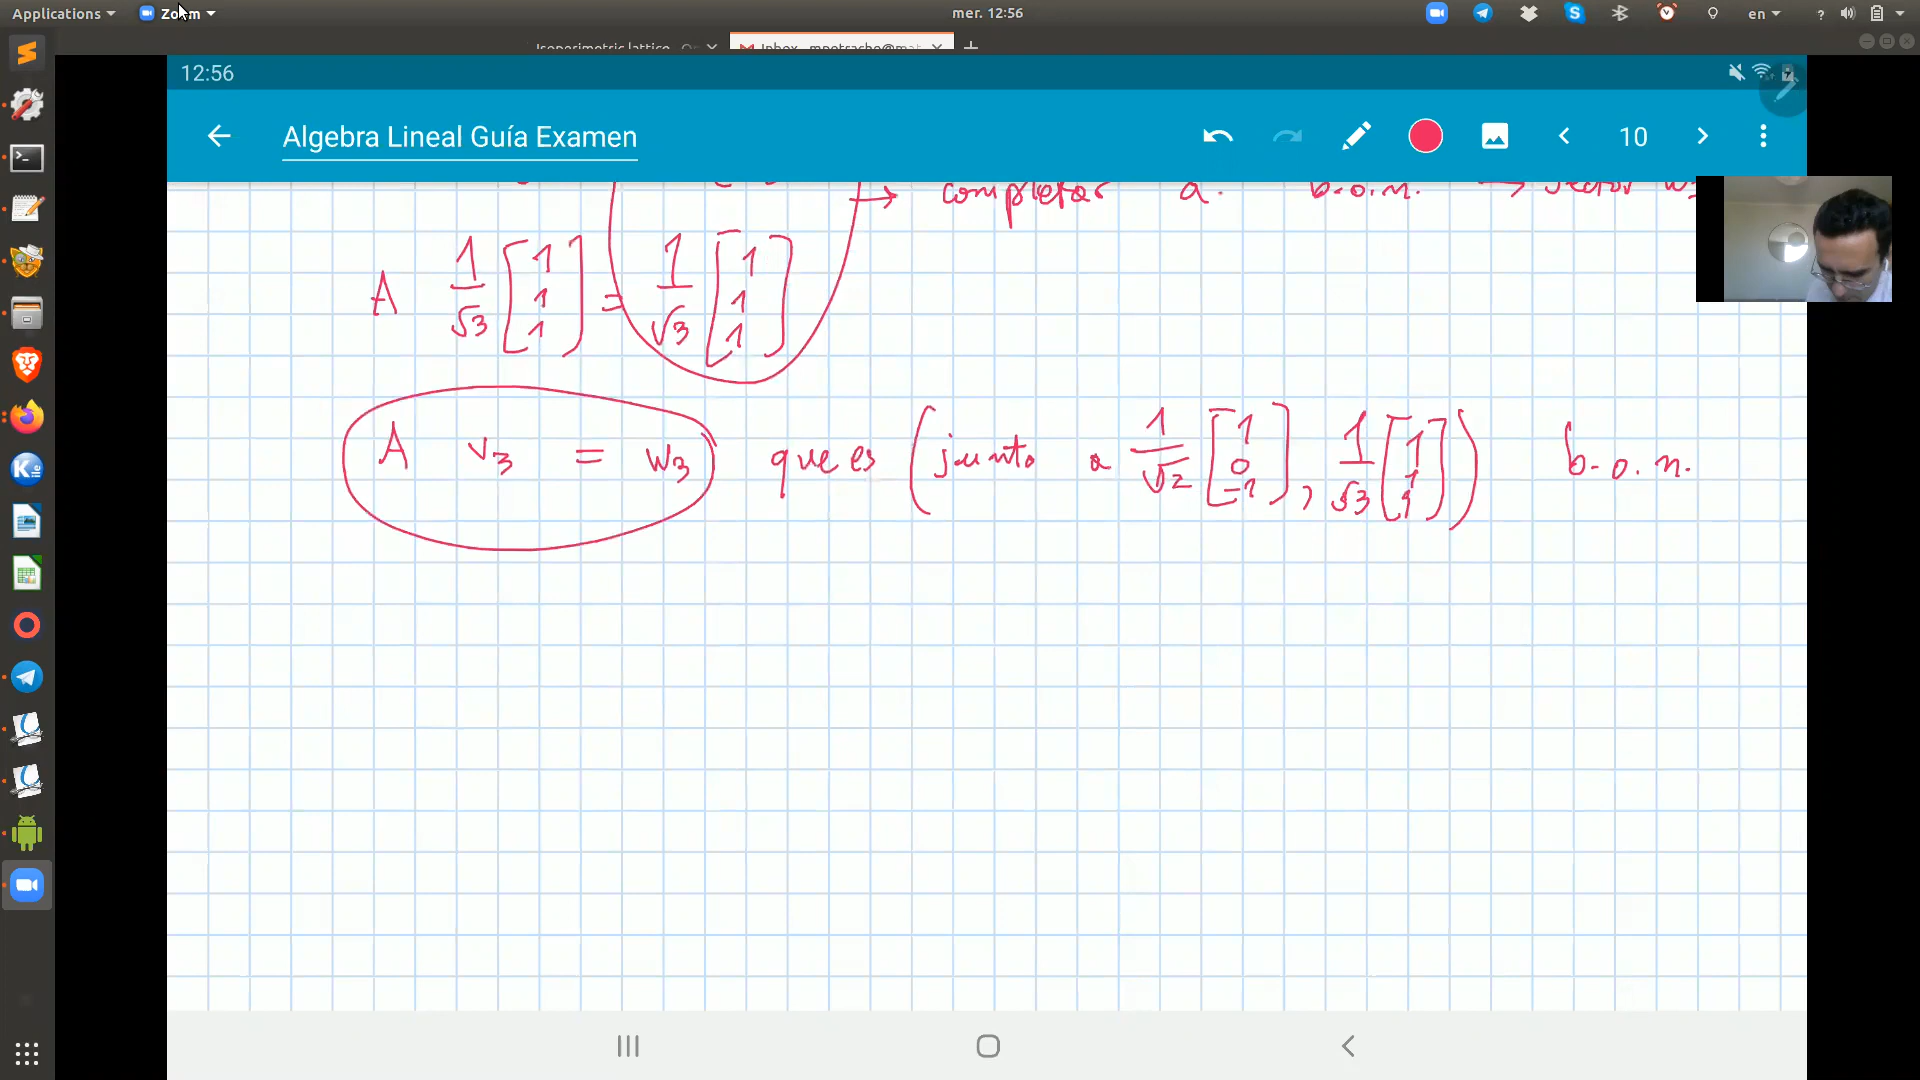 Applications Zoom mer. 12:56 en ?
Isoperimetric lattice
12:56
Algebra Lineal Guía Examen 10
completar a b.o.n. →
A 1/√3 [1 1 1] = 1/√3 [1 1 1]
A v3 = w3 que es (junto a 1/√2 [1 0 -1], 1/√3 [1 1 1]) b.o.n.